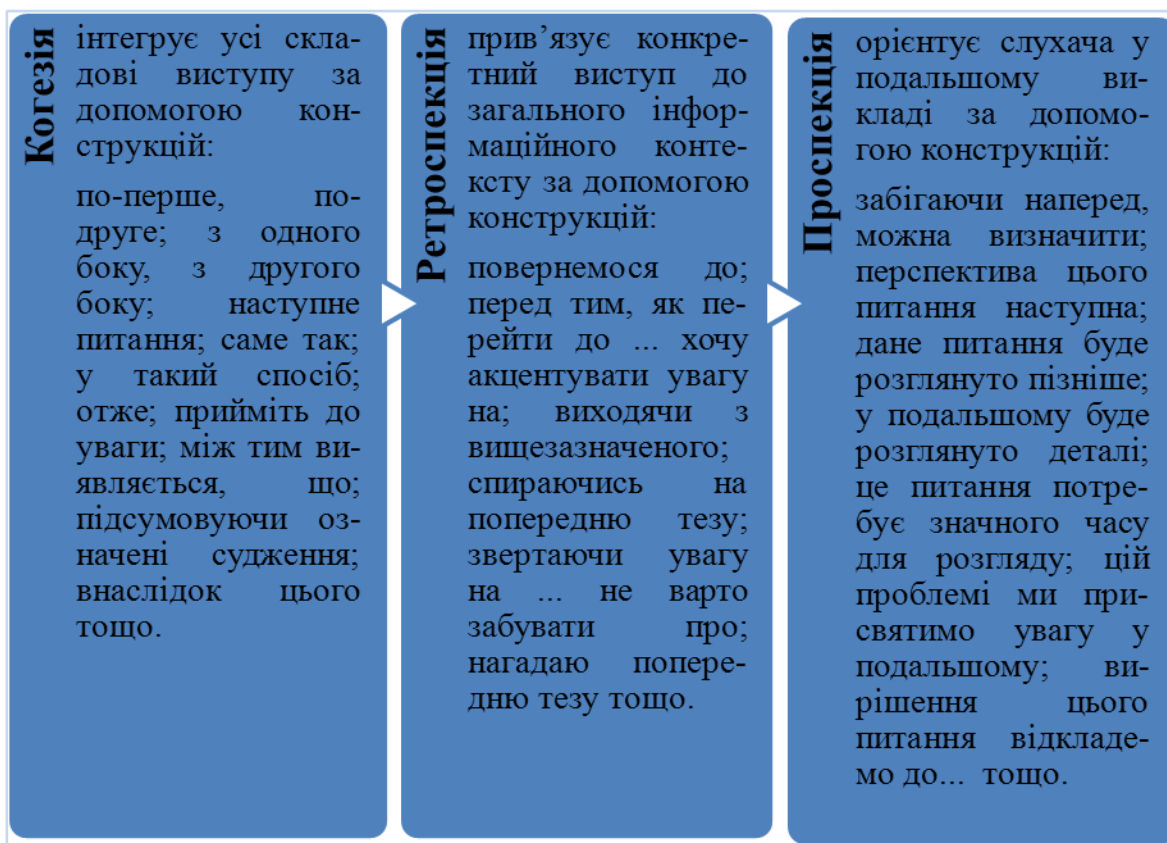 Когезія
інтегрує усі скла-
дові виступу за
допомогою кон-
струкцій:
по-перше, по-
друге; з одного
боку, з другого
боку; наступне
питання; саме так;
у такий спосіб;
отже; прийміть до
уваги; між тим ви-
являється, що;
підсумовуючи оз-
начені судження;
внаслідок цього
тощо.
Ретроспекція
прив’язує конкре-
тний виступ до
загального інфор-
маційного конте-
ксту за допомогою
конструкцій:
повернемося до;
перед тим, як пе-
рейти до ... хочу
акцентувати увагу
на; виходячи з
вищезазначеного;
спираючись на
попередню тезу;
звертаючи увагу
на ... не варто
забувати про;
нагадаю попере-
дню тезу тощо.
Проспекція
орієнтує слухача у
подальшому ви-
кладі за допомо-
гою конструкцій:
забігаючи наперед,
можна визначити;
перспектива цього
питання наступна;
дане питання буде
розглянуто пізніше;
у подальшому буде
розглянуто деталі;
це питання потре-
бує значного часу
для розгляду; цій
проблемі ми при-
святимо увагу у
подальшому; ви-
рішення цього
питання відкладе-
мо до... тощо.